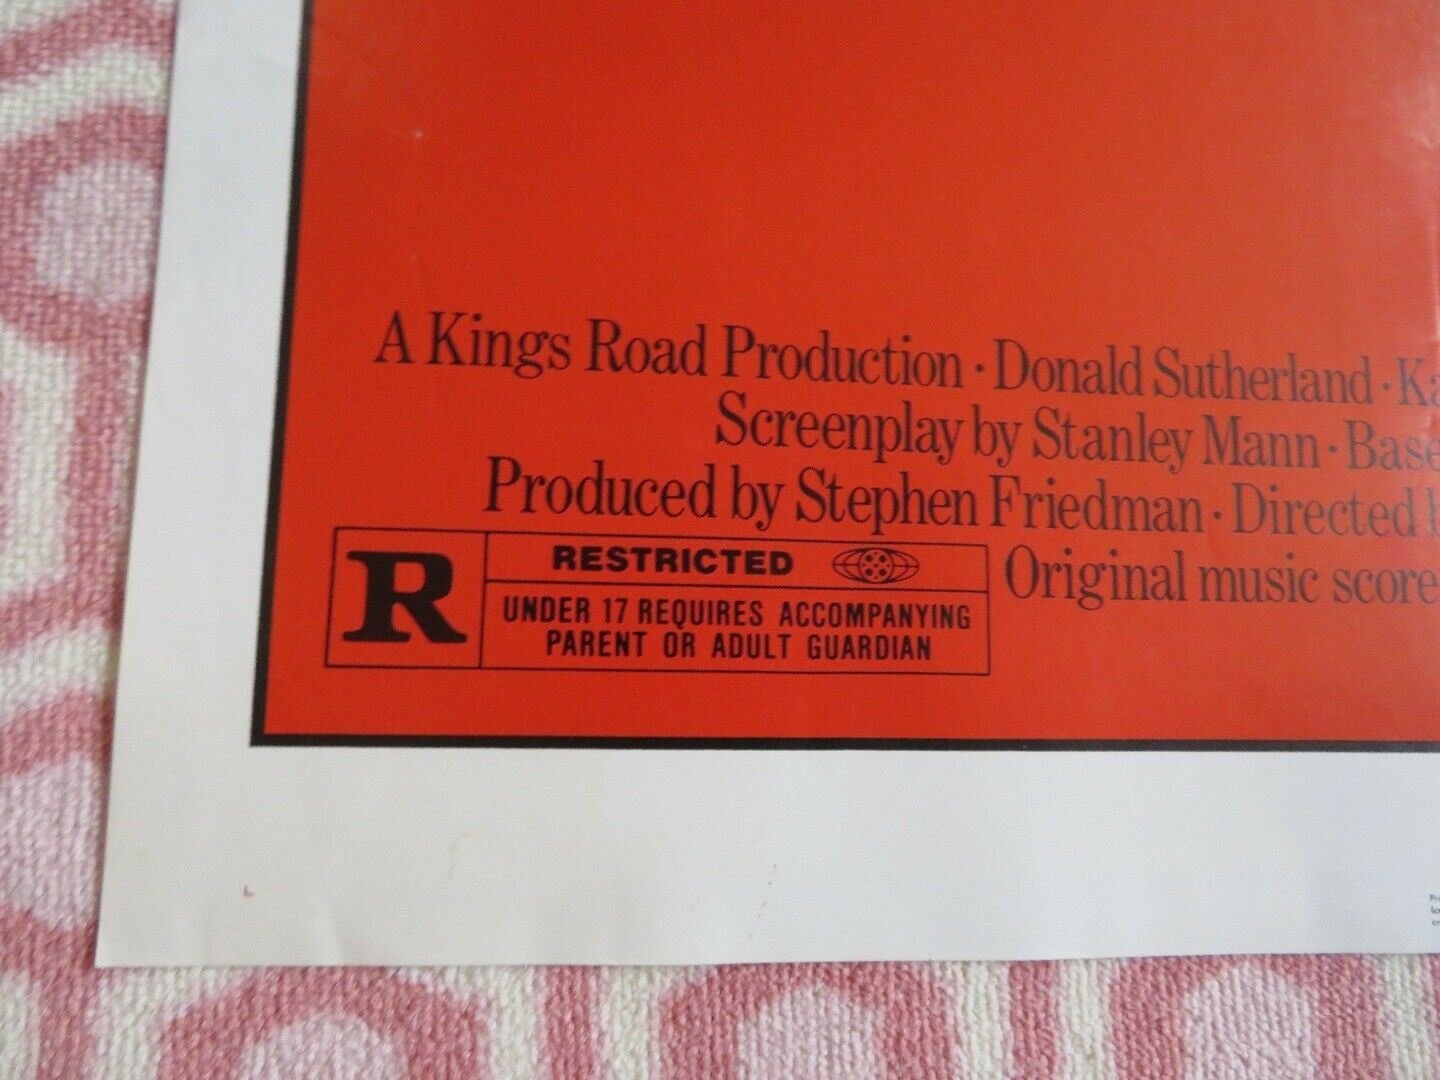 A Kings Road Production · Donald Sutherland · Ka
Screenplay by Stanley Mann · Base
Produced by Stephen Friedman · Directed b
Original music score
R
RESTRICTED
UNDER 17 REQUIRES ACCOMPANYING
PARENT OR ADULT GUARDIAN